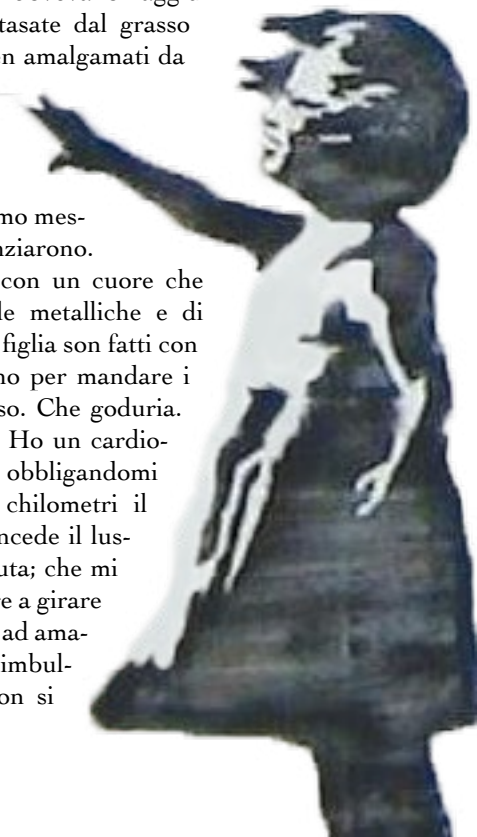 tasate dal grasso
n amalgamati da
mo mes-
nziarono.
con un cuore che
le metalliche e di
figlia son fatti con
no per mandare i
so. Che goduria.
Ho un cardio-
obbligandomi
chilometri il
ncede il lus-
uta; che mi
e a girare
ad ama-
imbul-
on si